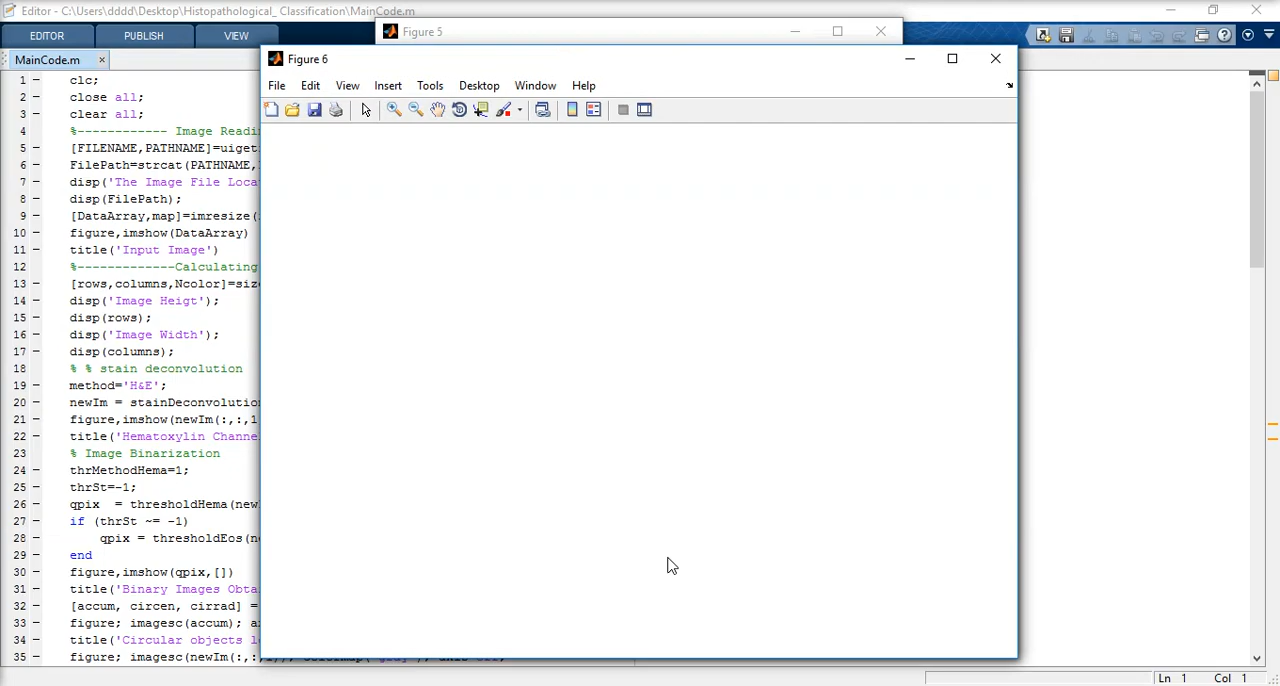 Editor - C:\Users\dddd\Desktop\Histopathological_ Classification\MainCode.m
EDITOR PUBLISH VIEW
Figure 5
MainCode.m ×
Figure 6
File Edit View Insert Tools Desktop Window Help
1 clc;
2 close all;
3 clear all;
4 %------------ Image Readi
5 [FILENAME,PATHNAME]=uiget
6 FilePath=strcat(PATHNAME,
7 disp('The Image File Loca
8 disp(FilePath);
9 [DataArray,map]=imresize(
10 figure,imshow(DataArray)
11 title('Input Image')
12 %-------------Calculating
13 [rows,columns,Ncolor]=siz
14 disp('Image Heigt');
15 disp(rows);
16 disp('Image Width');
17 disp(columns);
18 % % stain deconvolution
19 method='H&E';
20 newIm = stainDeconvolutio
21 figure,imshow(newIm(:,:,1
22 title('Hematoxylin Channe
23 % Image Binarization
24 thrMethodHema=1;
25 thrSt=-1;
26 qpix  = thresholdHema(new
27 if (thrSt ~= -1)
28 qpix = thresholdEos(n
29 end
30 figure,imshow(qpix,[])
31 title('Binary Images Obta
32 [accum, circen, cirrad] =
33 figure; imagesc(accum); a
34 title('Circular objects l
35 figure; imagesc(newIm(:,:,1)); colormap('gray'); axis off;
Ln 1 Col 1